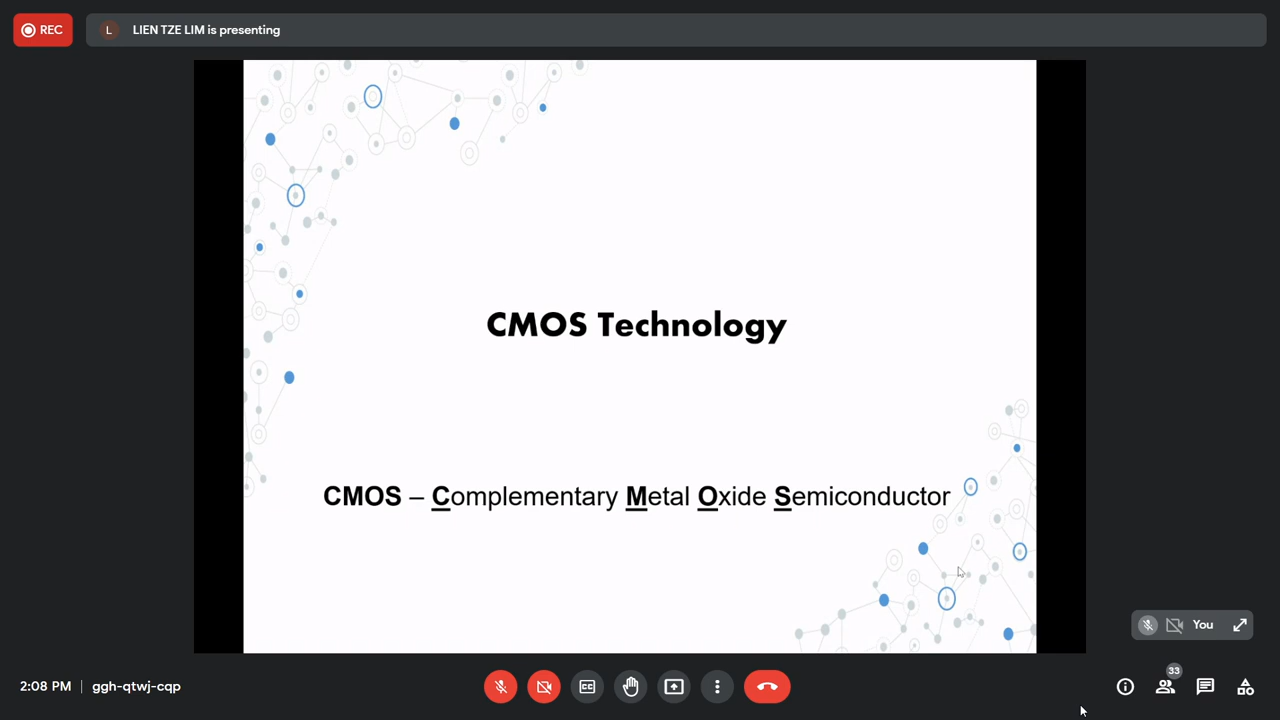 REC
L
LIEN TZE LIM is presenting
CMOS Technology
CMOS – Complementary Metal Oxide Semiconductor
You
33
2:08 PM | ggh-qtwj-cqp
CC